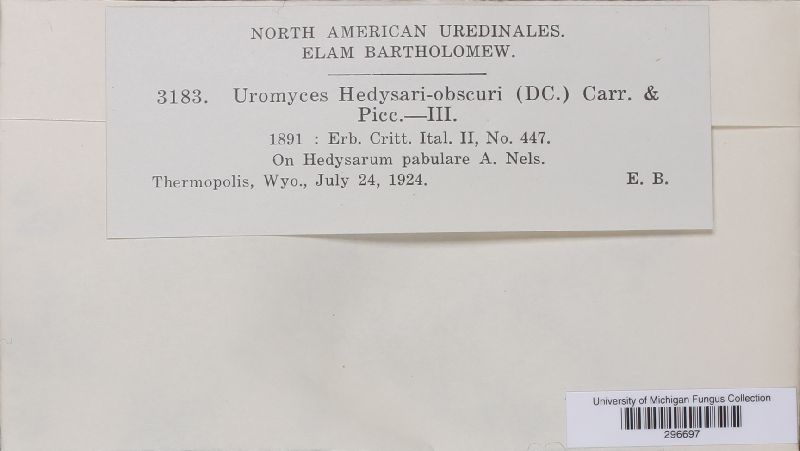 NORTH AMERICAN UREDINALES.
ELAM BARTHOLOMEW.
3183. Uromyces Hedysari-obscuri (DC.) Carr. &
Picc.—III.
1891 : Erb. Critt. Ital. II, No. 447.
On Hedysarum pabulare A. Nels.
Thermopolis, Wyo., July 24, 1924. E. B.
University of Michigan Fungus Collection
296697